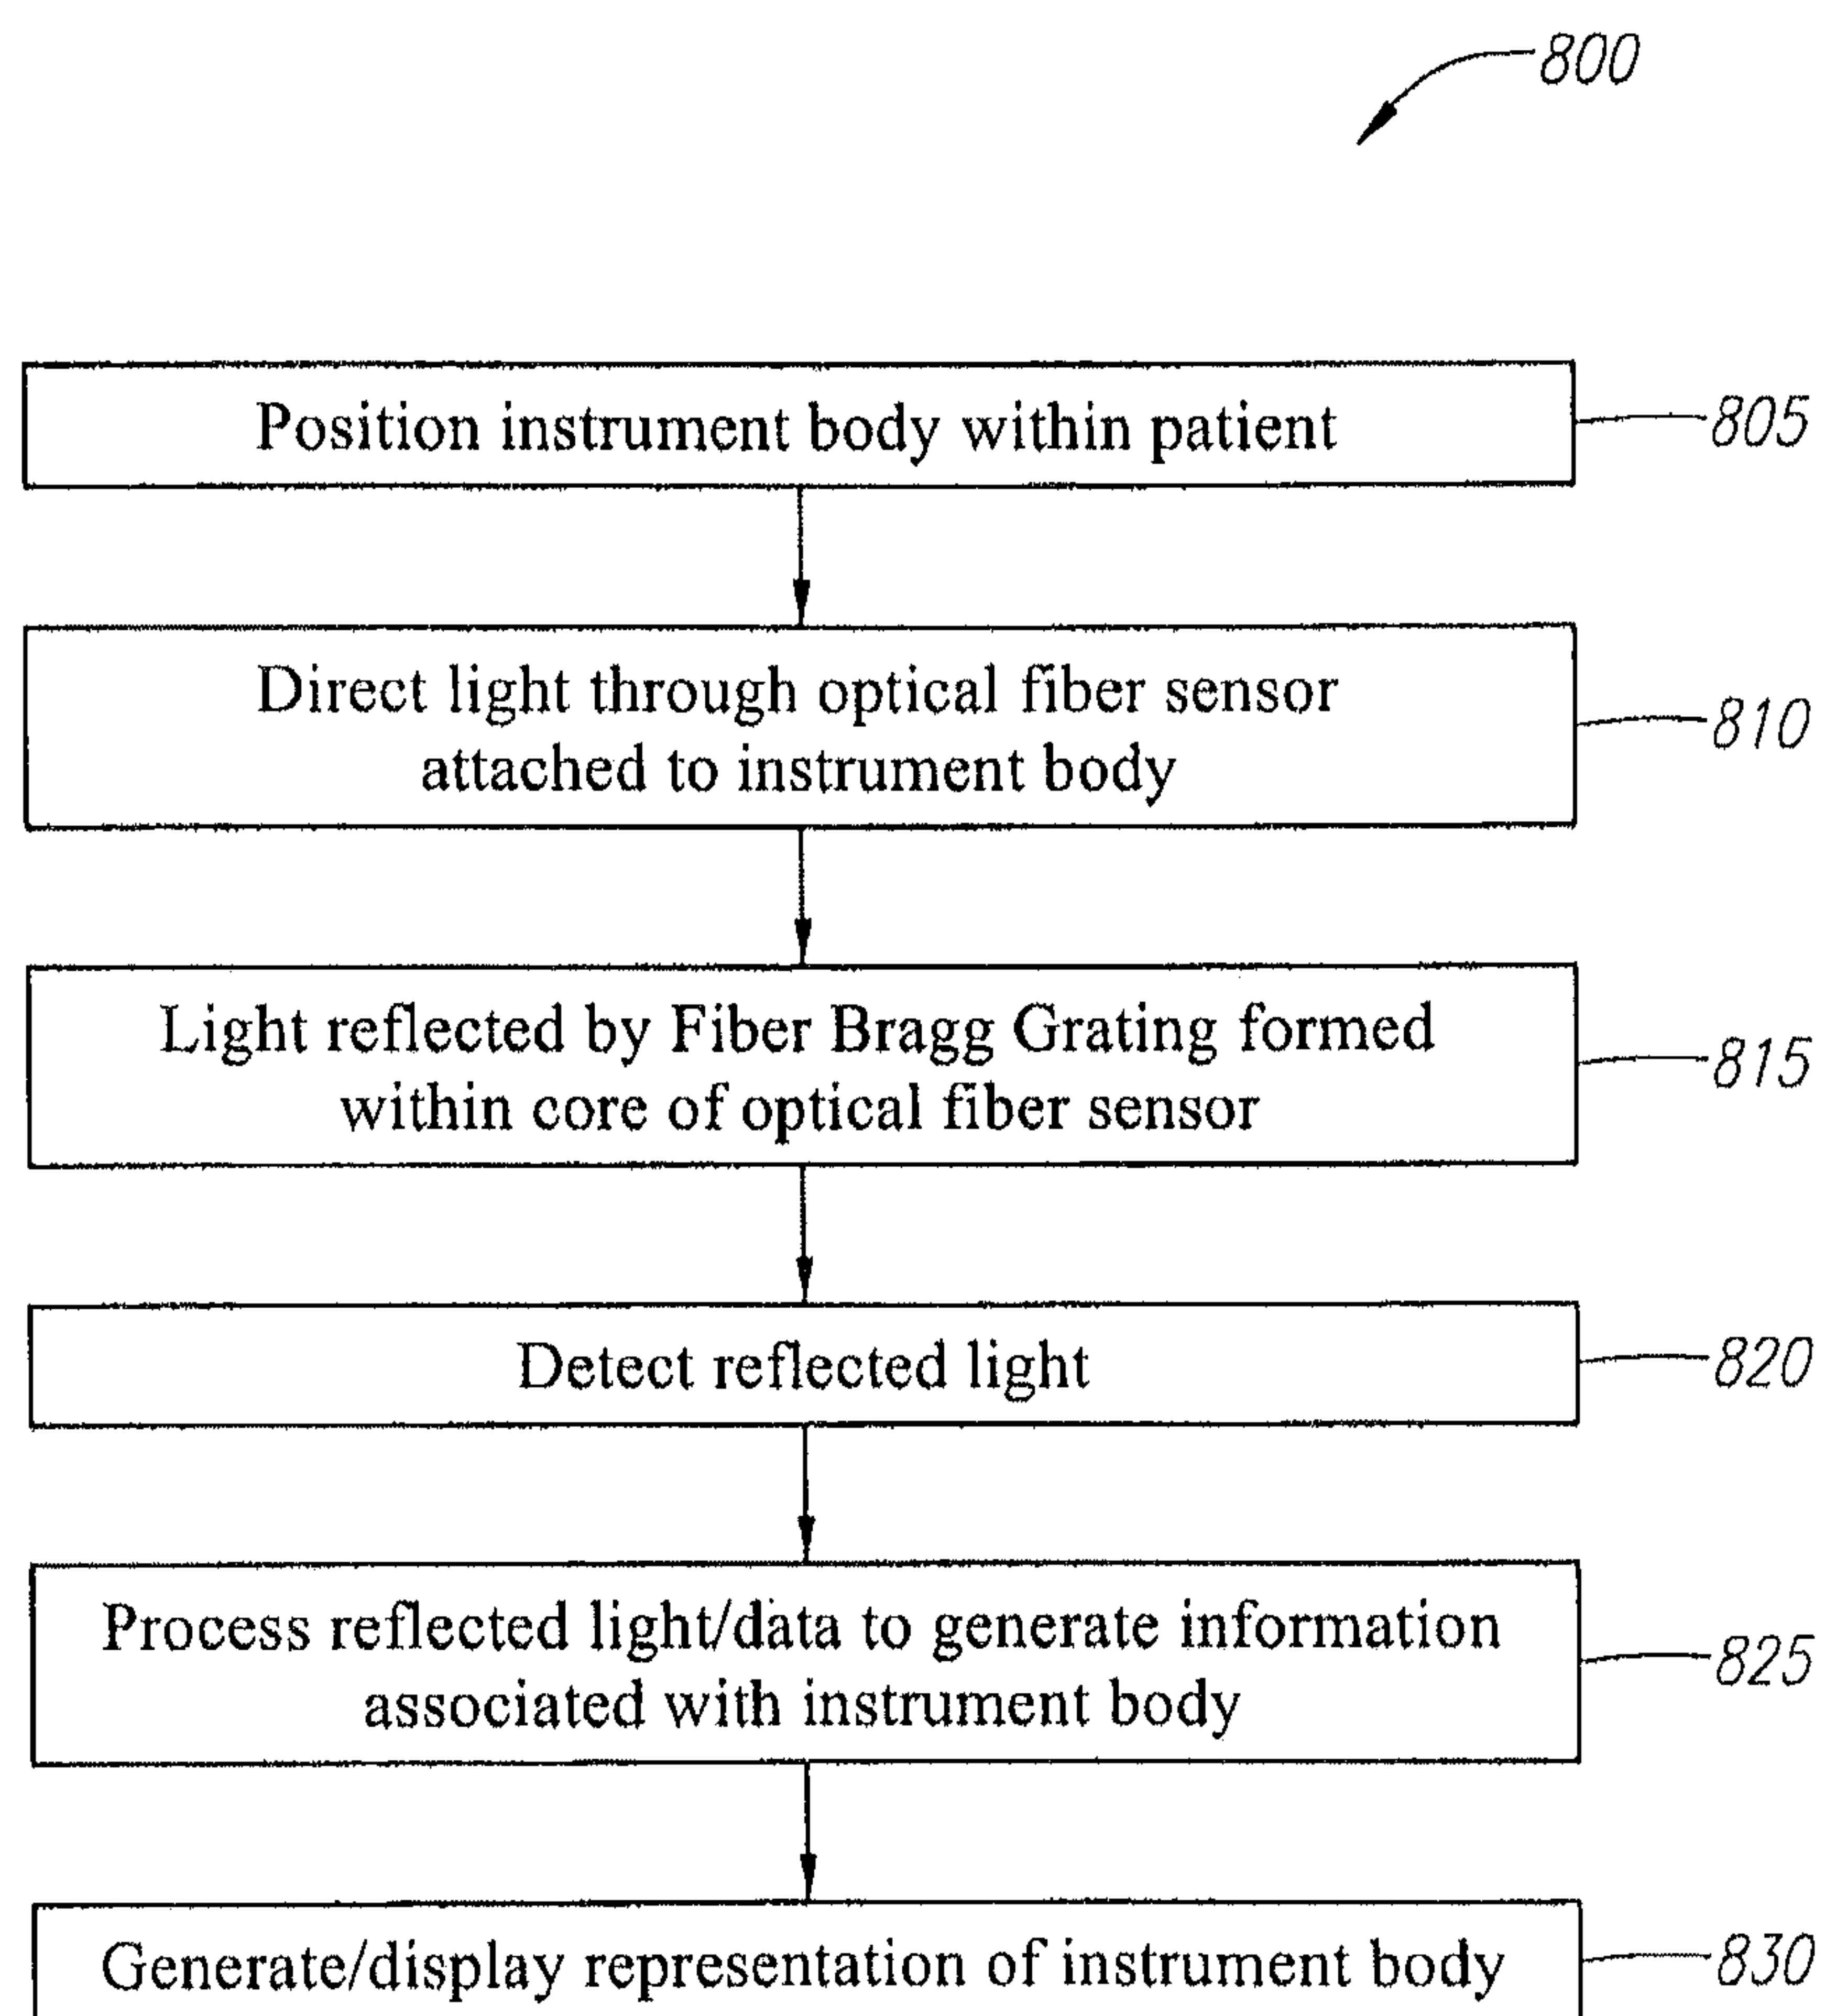 800
Position instrument body within patient
805
Direct light through optical fiber sensor
attached to instrument body
810
Light reflected by Fiber Bragg Grating formed
within core of optical fiber sensor
815
Detect reflected light
820
Process reflected light/data to generate information
associated with instrument body
825
Generate/display representation of instrument body
830